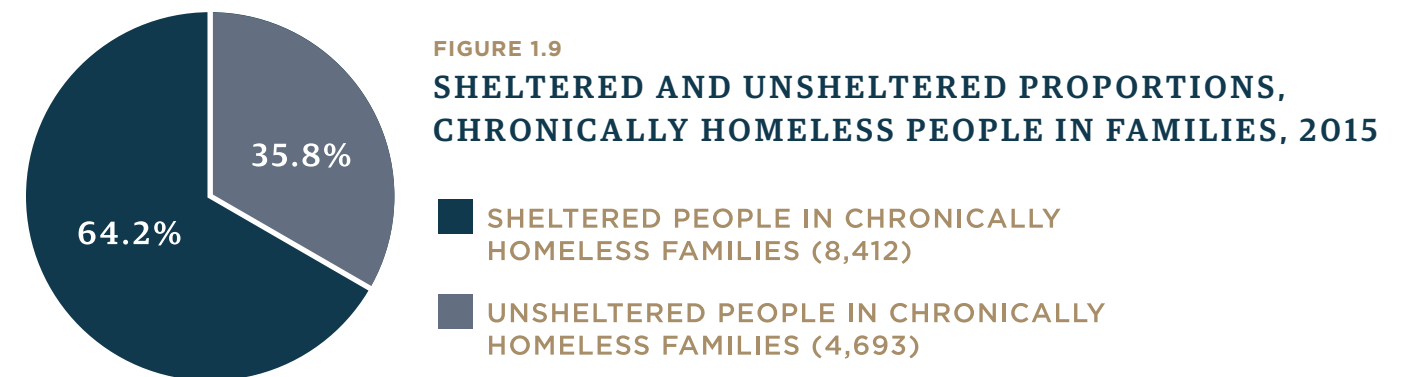 FIGURE 1.9
SHELTERED AND UNSHELTERED PROPORTIONS,
CHRONICALLY HOMELESS PEOPLE IN FAMILIES, 2015
35.8%
64.2%
SHELTERED PEOPLE IN CHRONICALLY
HOMELESS FAMILIES (8,412)
UNSHELTERED PEOPLE IN CHRONICALLY
HOMELESS FAMILIES (4,693)